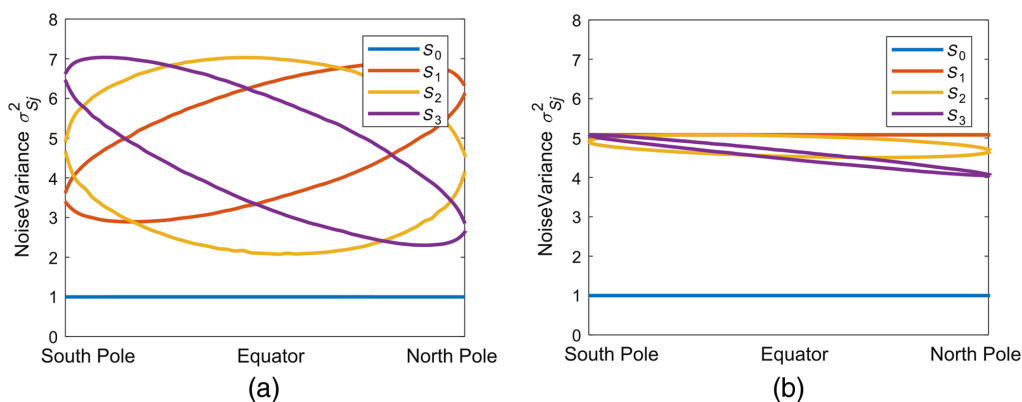 8
7
6
5
4
3
2
1
0
NoiseVariance σ²Sj
S0
S1
S2
S3
South Pole Equator North Pole
(a)
8
7
6
5
4
3
2
1
0
NoiseVariance σ²Sj
S0
S1
S2
S3
South Pole Equator North Pole
(b)